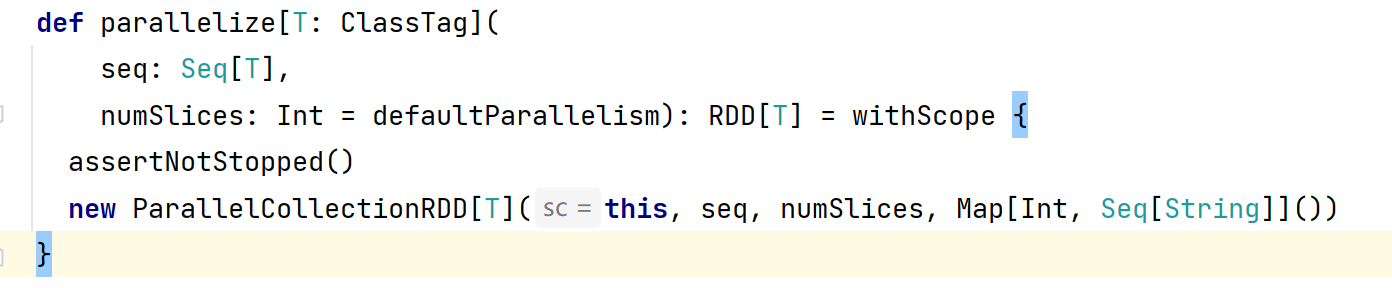 def parallelize[T: ClassTag](
    seq: Seq[T],
    numSlices: Int = defaultParallelism): RDD[T] = withScope {
  assertNotStopped()
  new ParallelCollectionRDD[T]( sc = this, seq, numSlices, Map[Int, Seq[String]]())
}